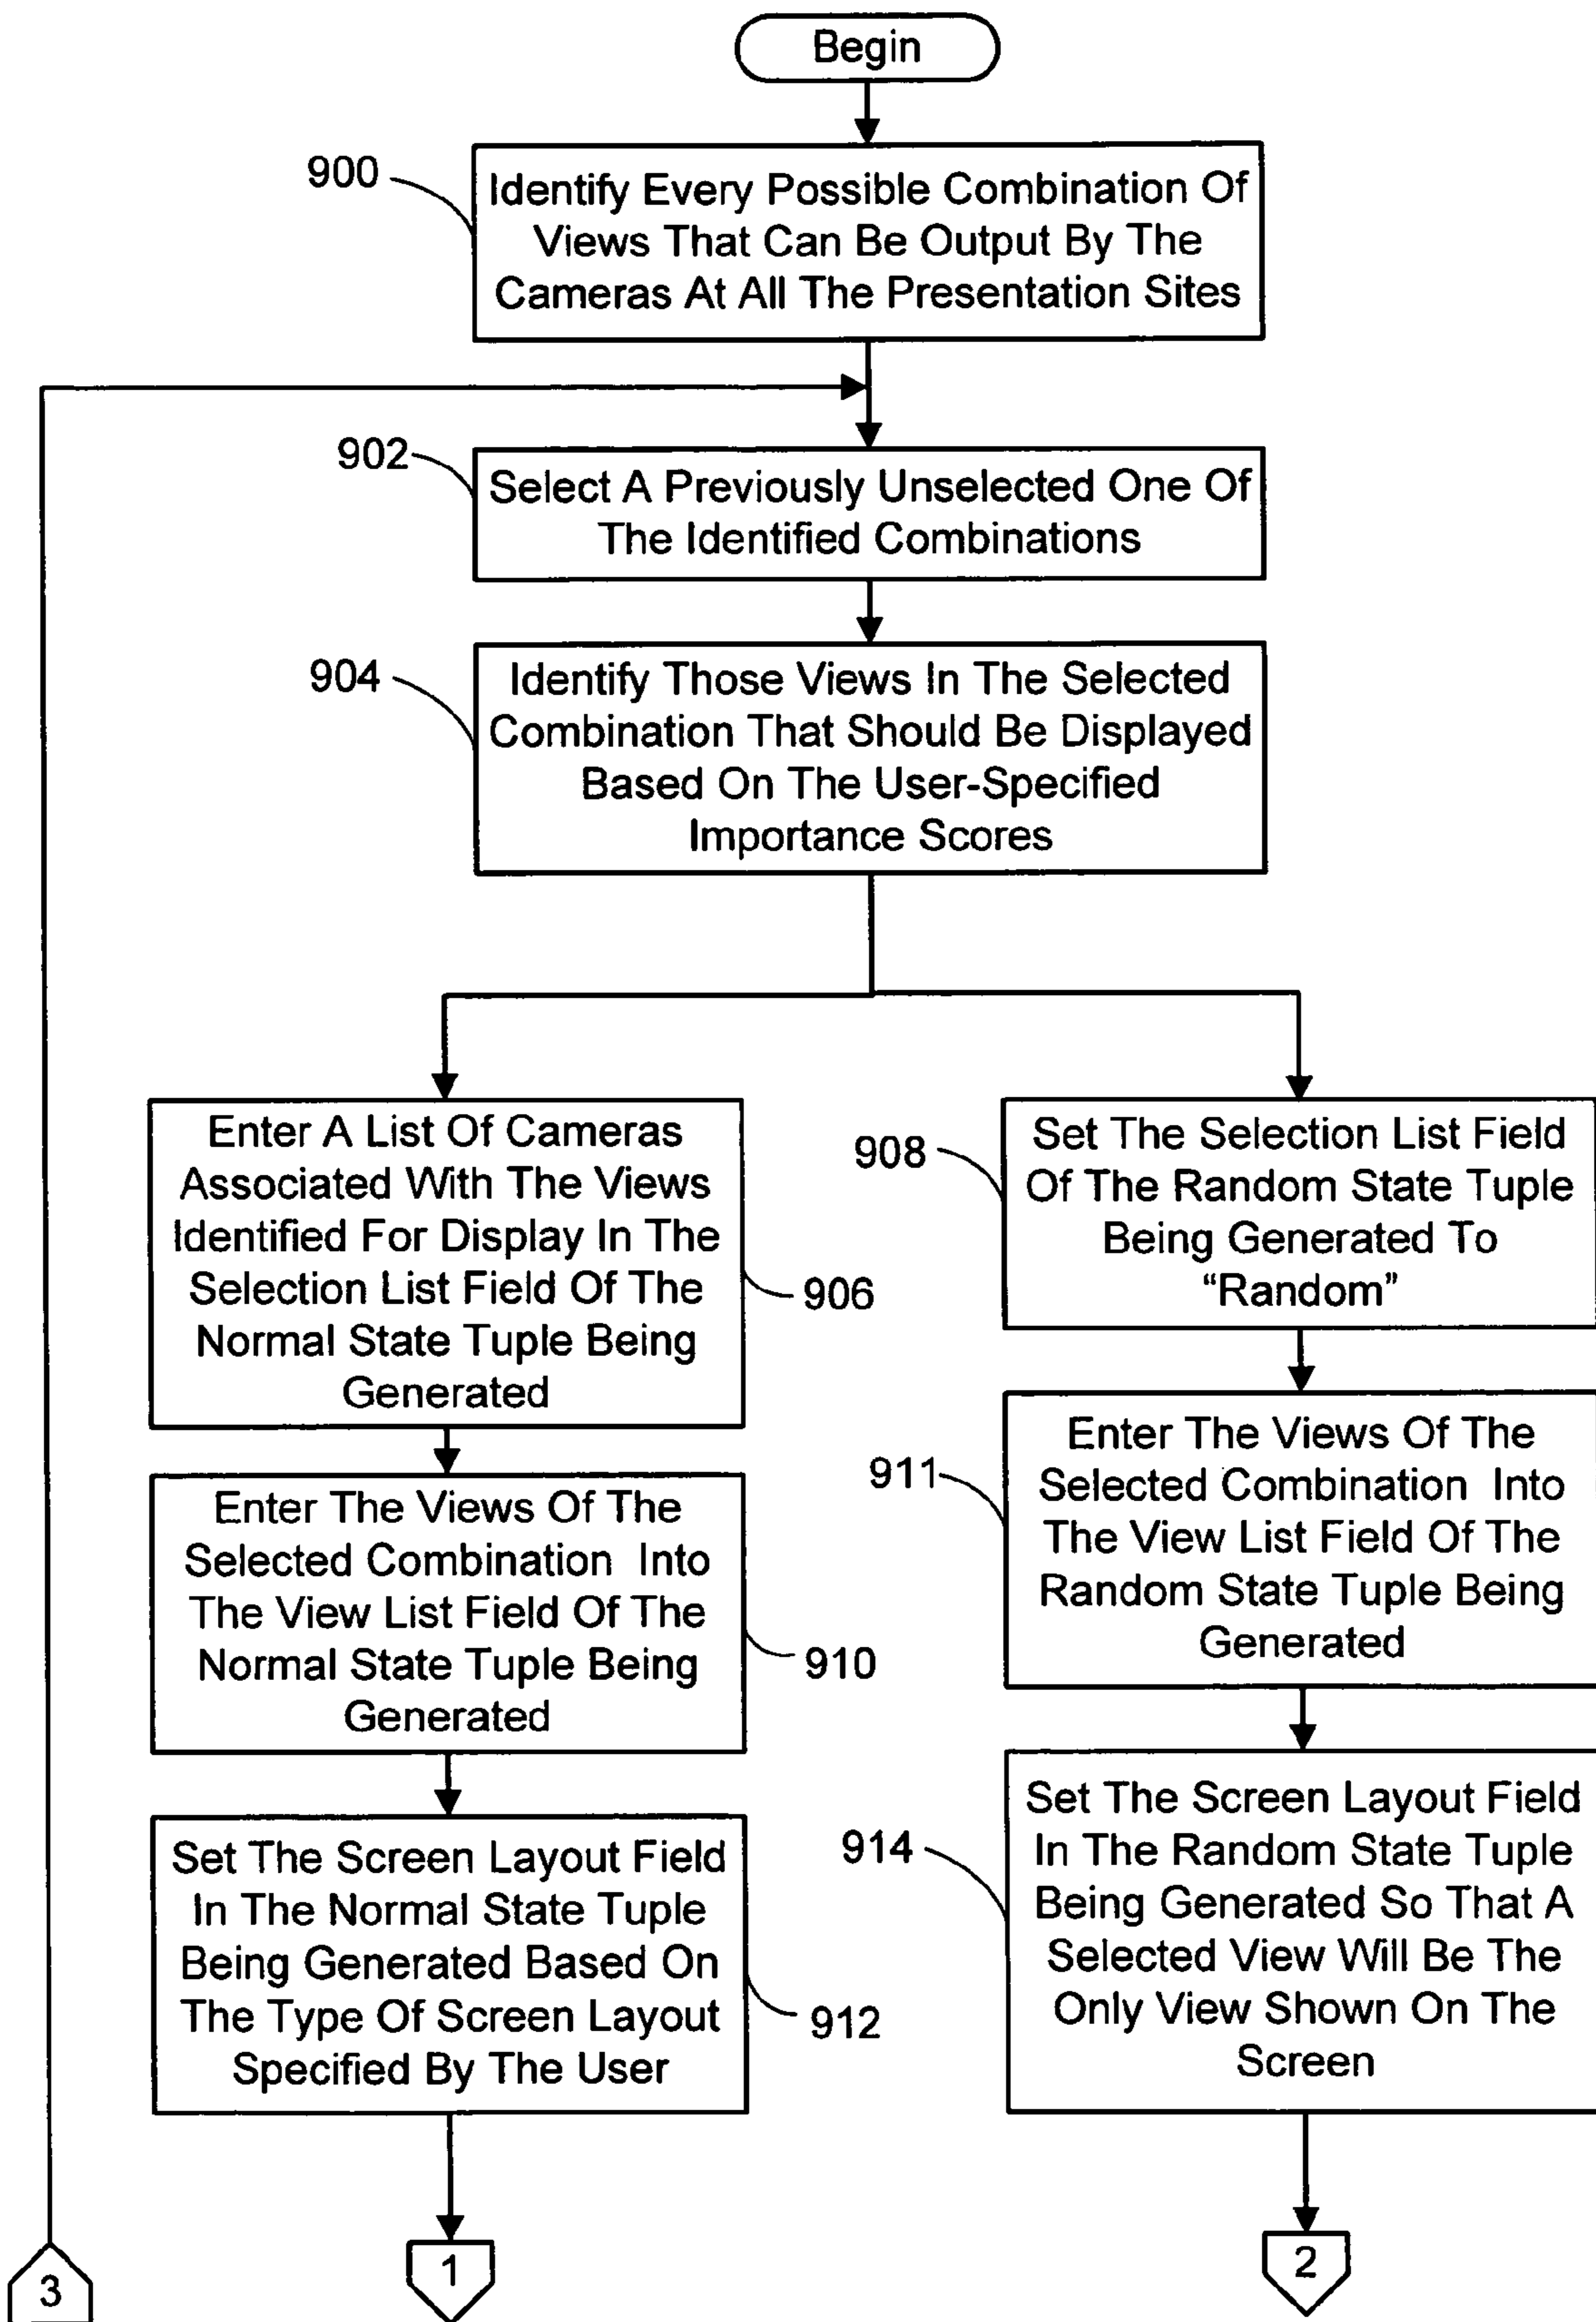 Begin
900
Identify Every Possible Combination Of
Views That Can Be Output By The
Cameras At All The Presentation Sites
902
Select A Previously Unselected One Of
The Identified Combinations
904
Identify Those Views In The Selected
Combination That Should Be Displayed
Based On The User-Specified
Importance Scores
Enter A List Of Cameras
Associated With The Views
Identified For Display In The
Selection List Field Of The
Normal State Tuple Being
Generated
906
908
Set The Selection List Field
Of The Random State Tuple
Being Generated To
“Random”
Enter The Views Of The
Selected Combination Into
The View List Field Of The
Normal State Tuple Being
Generated
910
911
Enter The Views Of The
Selected Combination Into
The View List Field Of The
Random State Tuple Being
Generated
Set The Screen Layout Field
In The Normal State Tuple
Being Generated Based On
The Type Of Screen Layout
Specified By The User
912
914
Set The Screen Layout Field
In The Random State Tuple
Being Generated So That A
Selected View Will Be The
Only View Shown On The
Screen
3
1
2